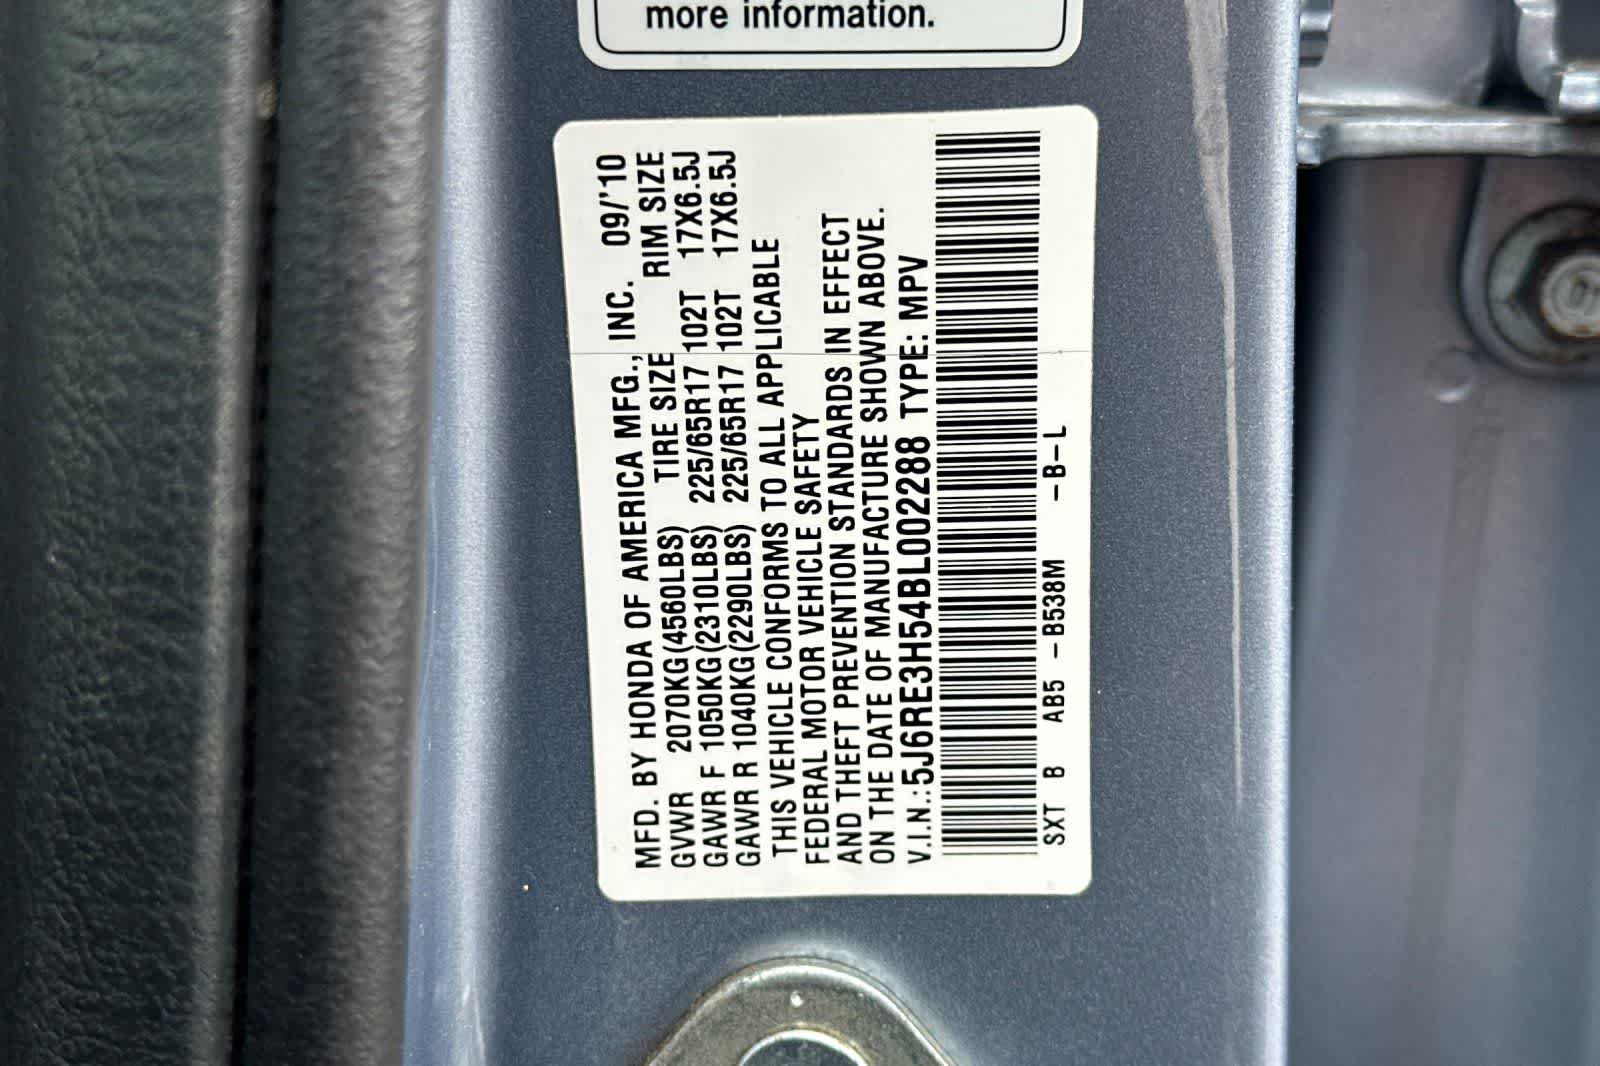 more information.
MFD. BY HONDA OF AMERICA MFG., INC. 09/'10
GVWR 2070KG(4560LBS) TIRE SIZE RIM SIZE
GAWR F 1050KG(2310LBS) 225/65R17 102T 17X6.5J
GAWR R 1040KG(2290LBS) 225/65R17 102T 17X6.5J
THIS VEHICLE CONFORMS TO ALL APPLICABLE
FEDERAL MOTOR VEHICLE SAFETY
AND THEFT PREVENTION STANDARDS IN EFFECT
ON THE DATE OF MANUFACTURE SHOWN ABOVE.
V.I.N.:5J6RE3H54BL002288 TYPE: MPV
SXT B AB5 -B538M -B-L